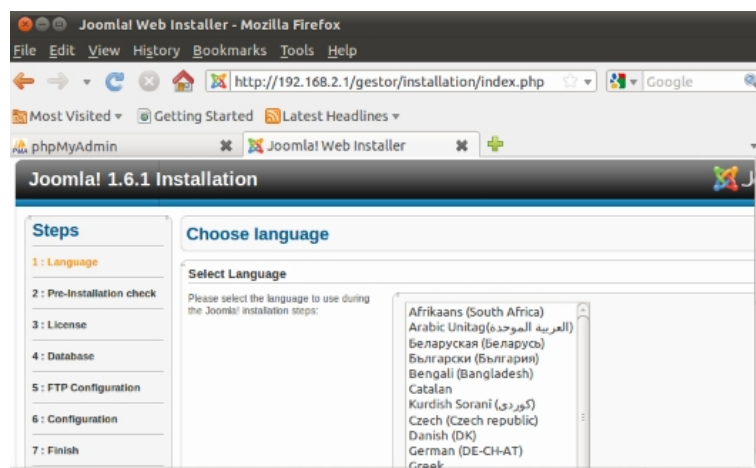 Joomla! Web Installer - Mozilla Firefox
File Edit View History Bookmarks Tools Help
http://192.168.2.1/gestor/installation/index.php
Google
Most Visited
Getting Started
Latest Headlines
phpMyAdmin
Joomla! Web Installer
Joomla! 1.6.1 Installation
J
Steps
1 : Language
2 : Pre-Installation check
3 : License
4 : Database
5 : FTP Configuration
6 : Configuration
7 : Finish
Choose language
Select Language
Please select the language to use during
the Joomla! installation steps:
Afrikaans (South Africa)
Arabic Unitag(العربية الموحدة)
Беларуская (Беларусь)
Български (България)
Bengali (Bangladesh)
Catalan
Kurdish Soranî (كوردى)
Czech (Czech republic)
Danish (DK)
German (DE-CH-AT)
Greek